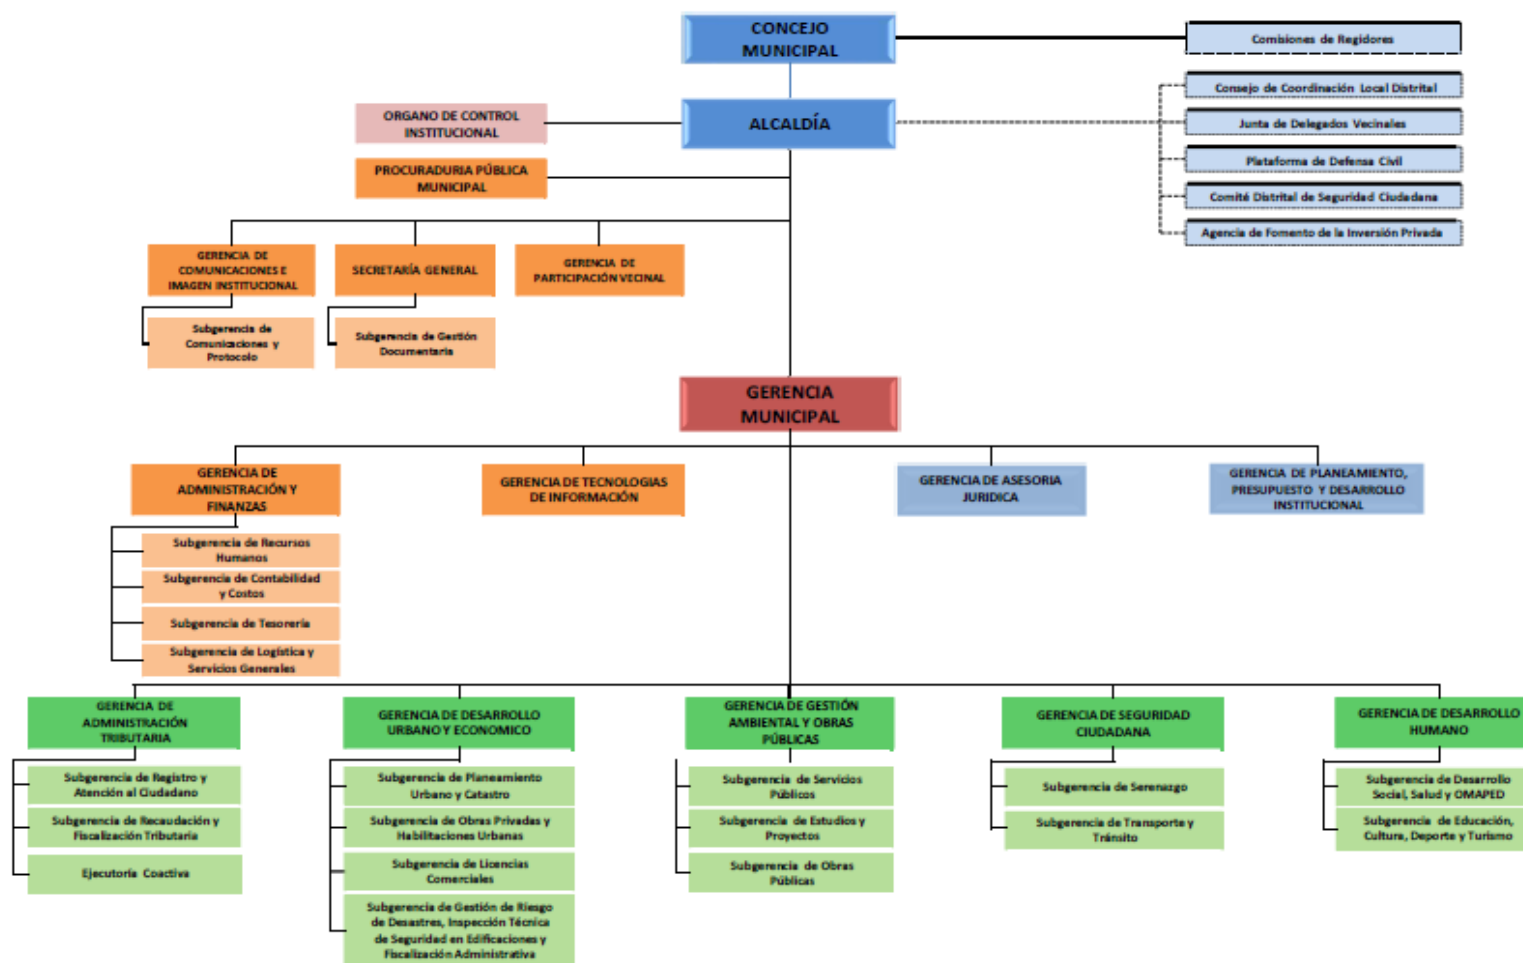 CONCEJO
MUNICIPAL
Comisiones de Regidores
Consejo de Coordinación Local Distrital
ORGANO DE CONTROL
INSTITUCIONAL
ALCALDÍA
Junta de Delegados Vecinales
PROCURADURIA PÚBLICA
MUNICIPAL
Plataforma de Defensa Civil
Comité Distrital de Seguridad Ciudadana
Agencia de Fomento de la Inversión Privada
GERENCIA DE
COMUNICACIONES E
IMAGEN INSTITUCIONAL
SECRETARÍA GENERAL
GERENCIA DE
PARTICIPACIÓN VECINAL
Subgerencia de
Comunicaciones y
Protocolo
Subgerencia de Gestión
Documentaria
GERENCIA
MUNICIPAL
GERENCIA DE
ADMINISTRACIÓN Y
FINANZAS
GERENCIA DE TECNOLOGIAS
DE INFORMACIÓN
GERENCIA DE ASESORIA
JURIDICA
GERENCIA DE PLANEAMIENTO,
PRESUPUESTO Y DESARROLLO
INSTITUCIONAL
Subgerencia de Recursos
Humanos
Subgerencia de Contabilidad
y Costos
Subgerencia de Tesorería
Subgerencia de Logística y
Servicios Generales
GERENCIA DE
ADMINISTRACIÓN
TRIBUTARIA
GERENCIA DE DESARROLLO
URBANO Y ECONOMICO
GERENCIA DE GESTIÓN
AMBIENTAL Y OBRAS
PÚBLICAS
GERENCIA DE SEGURIDAD
CIUDADANA
GERENCIA DE DESARROLLO
HUMANO
Subgerencia de Registro y
Atención al Ciudadano
Subgerencia de Recaudación y
Fiscalización Tributaria
Ejecutoría Coactiva
Subgerencia de Planeamiento
Urbano y Catastro
Subgerencia de Obras Privadas y
Habilitaciones Urbanas
Subgerencia de Licencias
Comerciales
Subgerencia de Gestión de Riesgo
de Desastres, Inspección Técnica
de Seguridad en Edificaciones y
Fiscalización Administrativa
Subgerencia de Servicios
Públicos
Subgerencia de Estudios y
Proyectos
Subgerencia de Obras
Públicas
Subgerencia de Serenazgo
Subgerencia de Transporte y
Tránsito
Subgerencia de Desarrollo
Social, Salud y OMAPED
Subgerencia de Educación,
Cultura, Deporte y Turismo